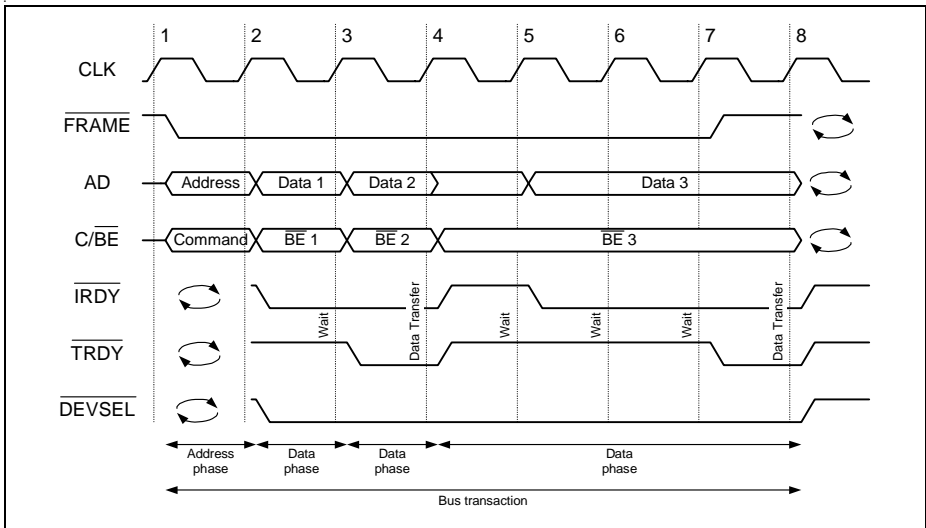 1 2 3 4 5 6 7 8
CLK
FRAME
AD Address Data 1 Data 2 Data 3
C/BE Command BE 1 BE 2 BE 3
IRDY
Wait Data Transfer Wait Wait Wait Data Transfer
TRDY
DEVSEL
Address phase
Data phase
Data phase
Data phase
Bus transaction